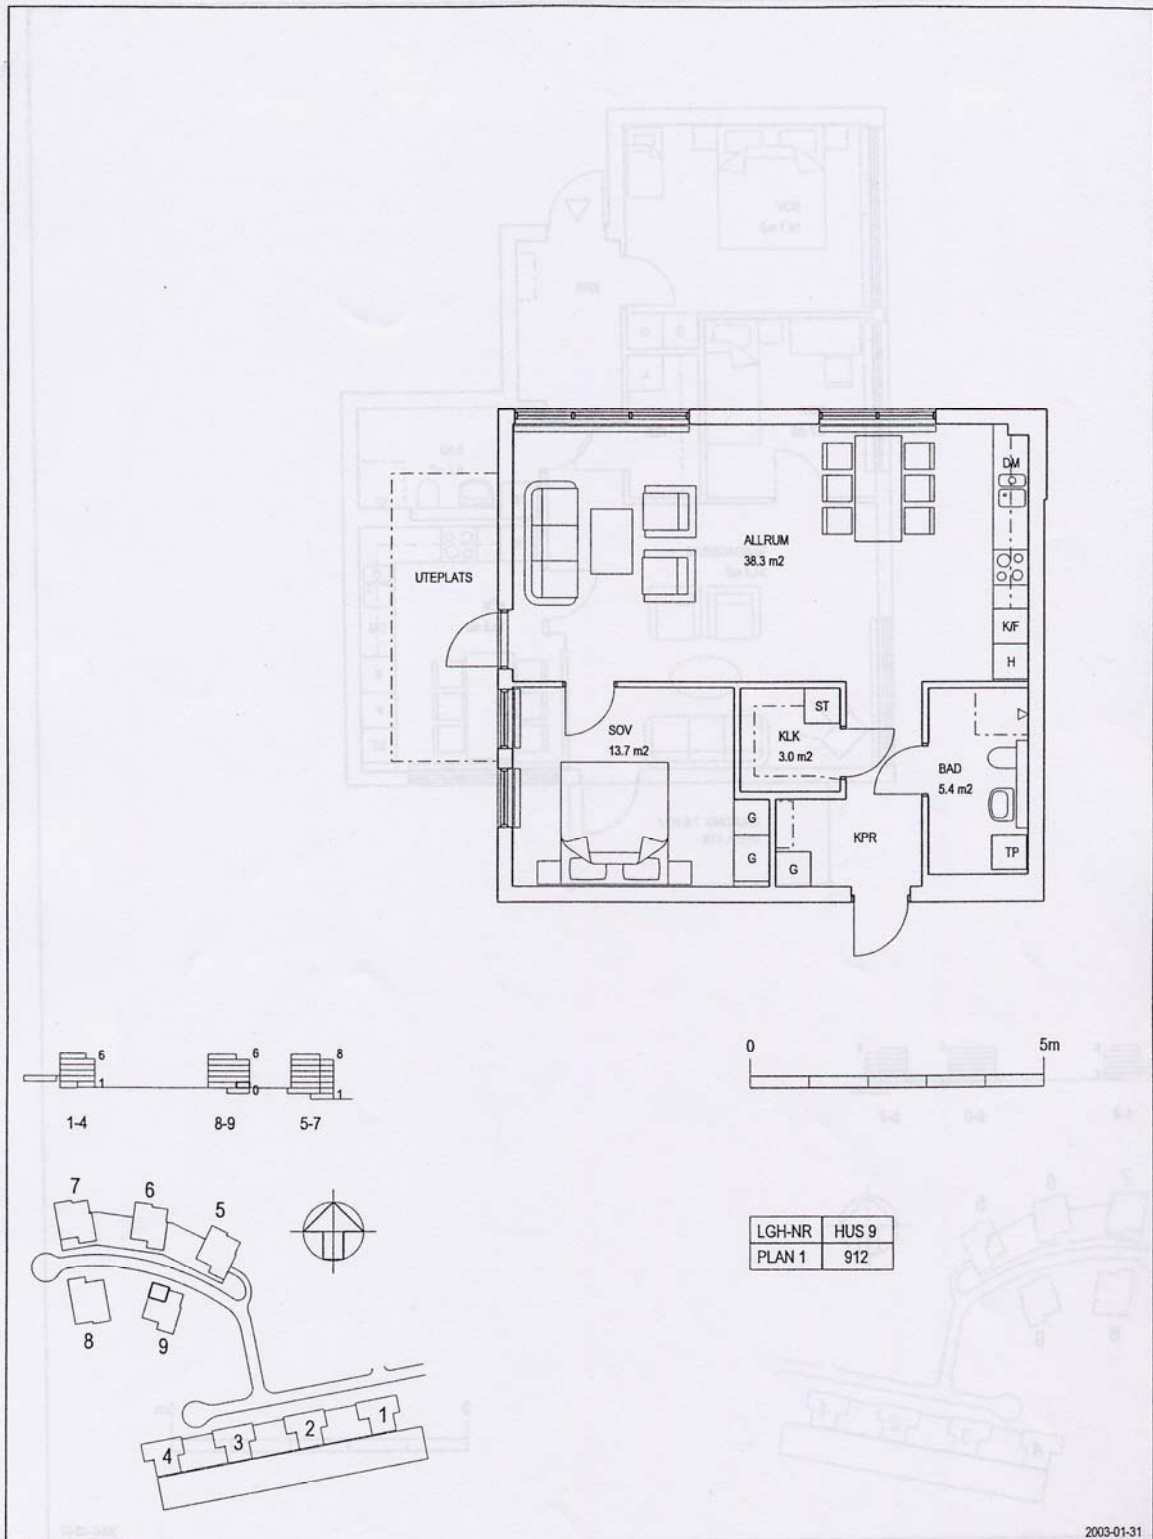 DM
ALLRUM
38.3 m2
UTEPLATS
K/F
H
ST
SOV
13.7 m2
KLK
3.0 m2
BAD
5.4 m2
G
G
KPR
G
TP
0 5m
6
1
6
0
8
1
1-4 8-9 5-7
7
6
5
8
9
LGH-NR HUS 9
PLAN 1 912
1
2
3
4
2003-01-31